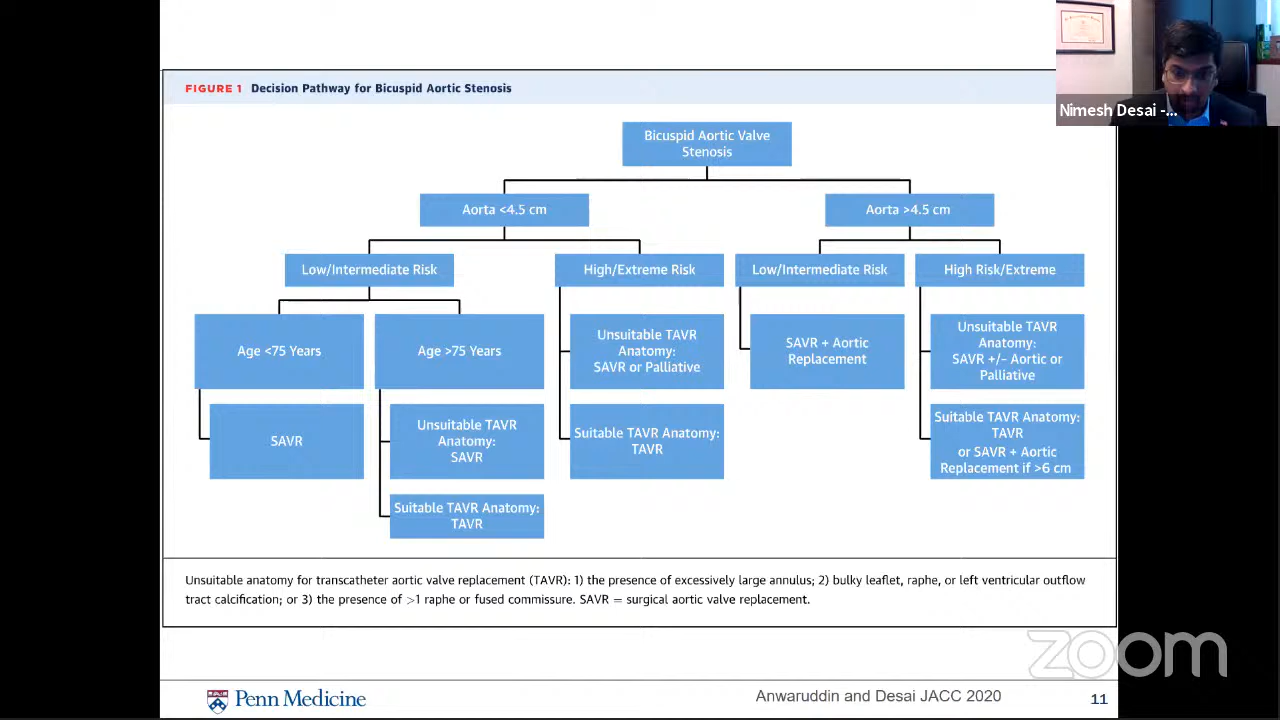 FIGURE 1 Decision Pathway for Bicuspid Aortic Stenosis
Nimesh Desai -...
Bicuspid Aortic Valve
Stenosis
Aorta <4.5 cm
Aorta >4.5 cm
Low/Intermediate Risk
High/Extreme Risk
Low/Intermediate Risk
High Risk/Extreme
Age <75 Years
Age >75 Years
Unsuitable TAVR
Anatomy:
SAVR or Palliative
SAVR + Aortic
Replacement
Unsuitable TAVR
Anatomy:
SAVR +/- Aortic or
Palliative
SAVR
Unsuitable TAVR
Anatomy:
SAVR
Suitable TAVR Anatomy:
TAVR
Suitable TAVR Anatomy:
TAVR
or SAVR + Aortic
Replacement if >6 cm
Suitable TAVR Anatomy:
TAVR
Unsuitable anatomy for transcatheter aortic valve replacement (TAVR): 1) the presence of excessively large annulus; 2) bulky leaflet, raphe, or left ventricular outflow
tract calcification; or 3) the presence of >1 raphe or fused commissure. SAVR = surgical aortic valve replacement.
zoom
Penn Medicine
Anwaruddin and Desai JACC 2020
11